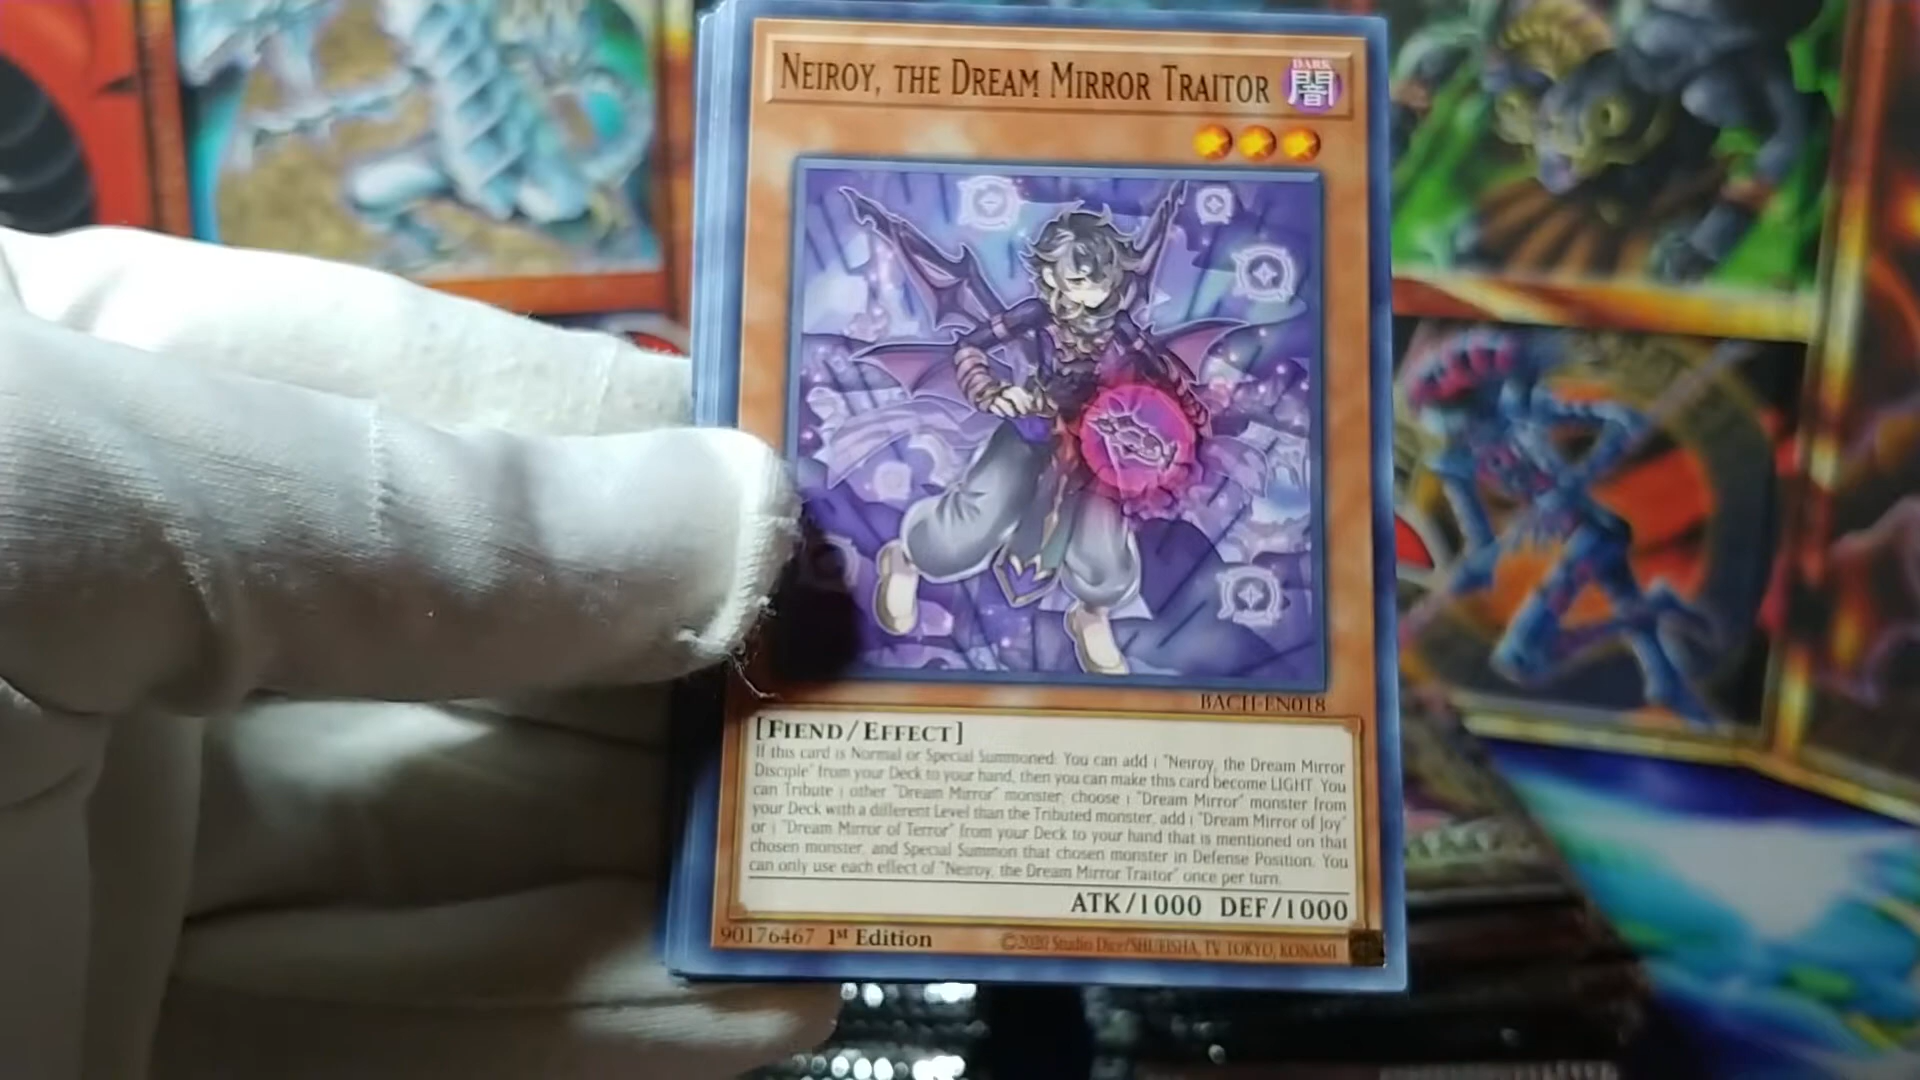 NEIROY, THE DREAM MIRROR TRAITOR
DARK
闇
BACH-EN018
[FIEND/EFFECT]
If this card is Normal or Special Summoned: You can add 1 "Neiroy, the Dream Mirror
Disciple" from your Deck to your hand, then you can make this card become LIGHT. You
can Tribute 1 other "Dream Mirror" monster; choose 1 "Dream Mirror" monster from
your Deck with a different Level than the Tributed monster, add 1 "Dream Mirror of Joy"
or 1 "Dream Mirror of Terror" from your Deck to your hand that is mentioned on that
chosen monster, and Special Summon that chosen monster in Defense Position. You
can only use each effect of "Neiroy, the Dream Mirror Traitor" once per turn.
ATK/1000 DEF/1000
90176467 1st Edition
©2020 Studio Dice/SHUEISHA, TV TOKYO, KONAMI